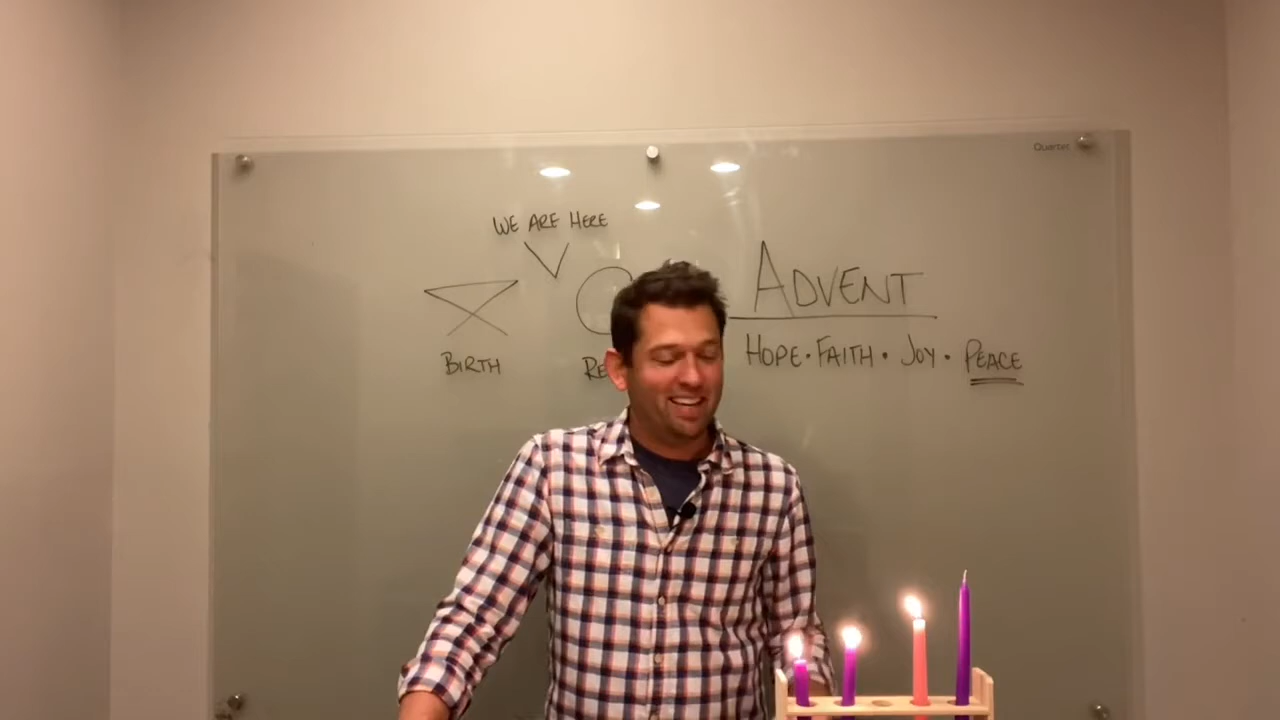 Quartet
WE ARE HERE
ADVENT
BIRTH
HOPE · FAITH · JOY · PEACE